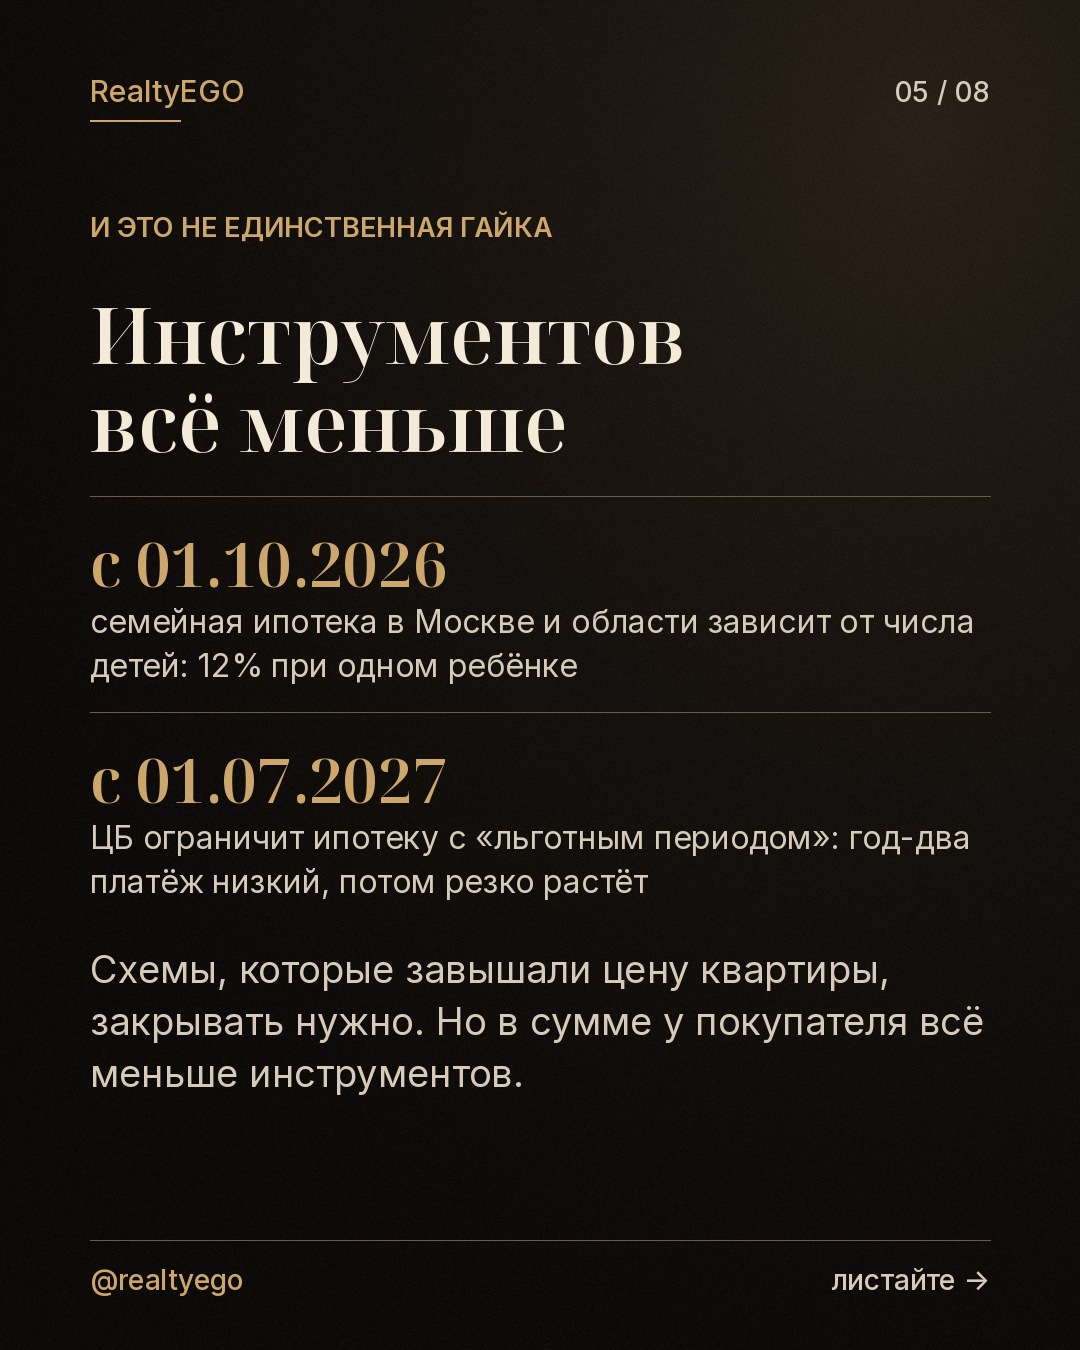 RealtyEGO
05 / 08
И ЭТО НЕ ЕДИНСТВЕННАЯ ГАЙКА
Инструментов
всё меньше
с 01.10.2026
семейная ипотека в Москве и области зависит от числа
детей: 12% при одном ребёнке
с 01.07.2027
ЦБ ограничит ипотеку с «льготным периодом»: год-два
платёж низкий, потом резко растёт
Схемы, которые завышали цену квартиры,
закрывать нужно. Но в сумме у покупателя всё
меньше инструментов.
@realtyego
листайте →